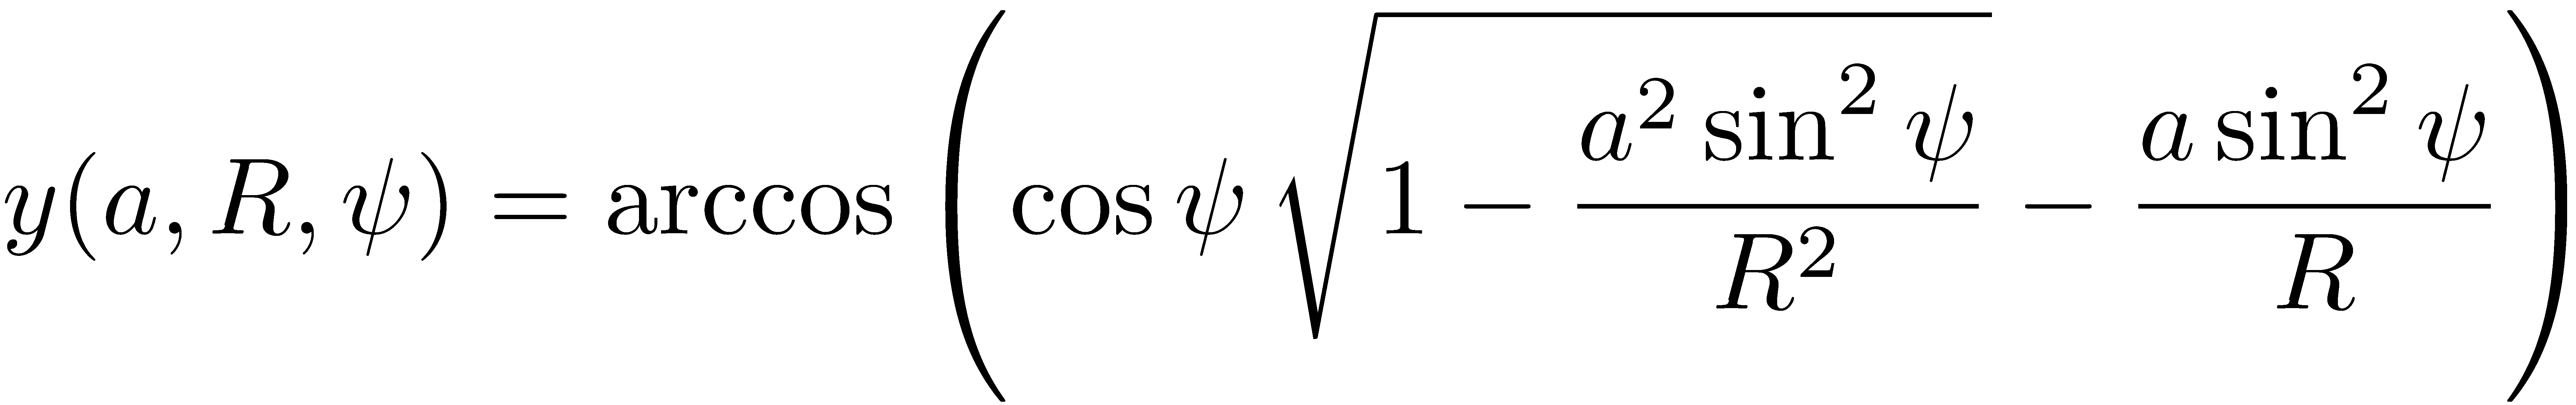 y(a, R, ψ) = arccos ( cos ψ √(1 − (a² sin² ψ)/R²) − (a sin² ψ)/R )